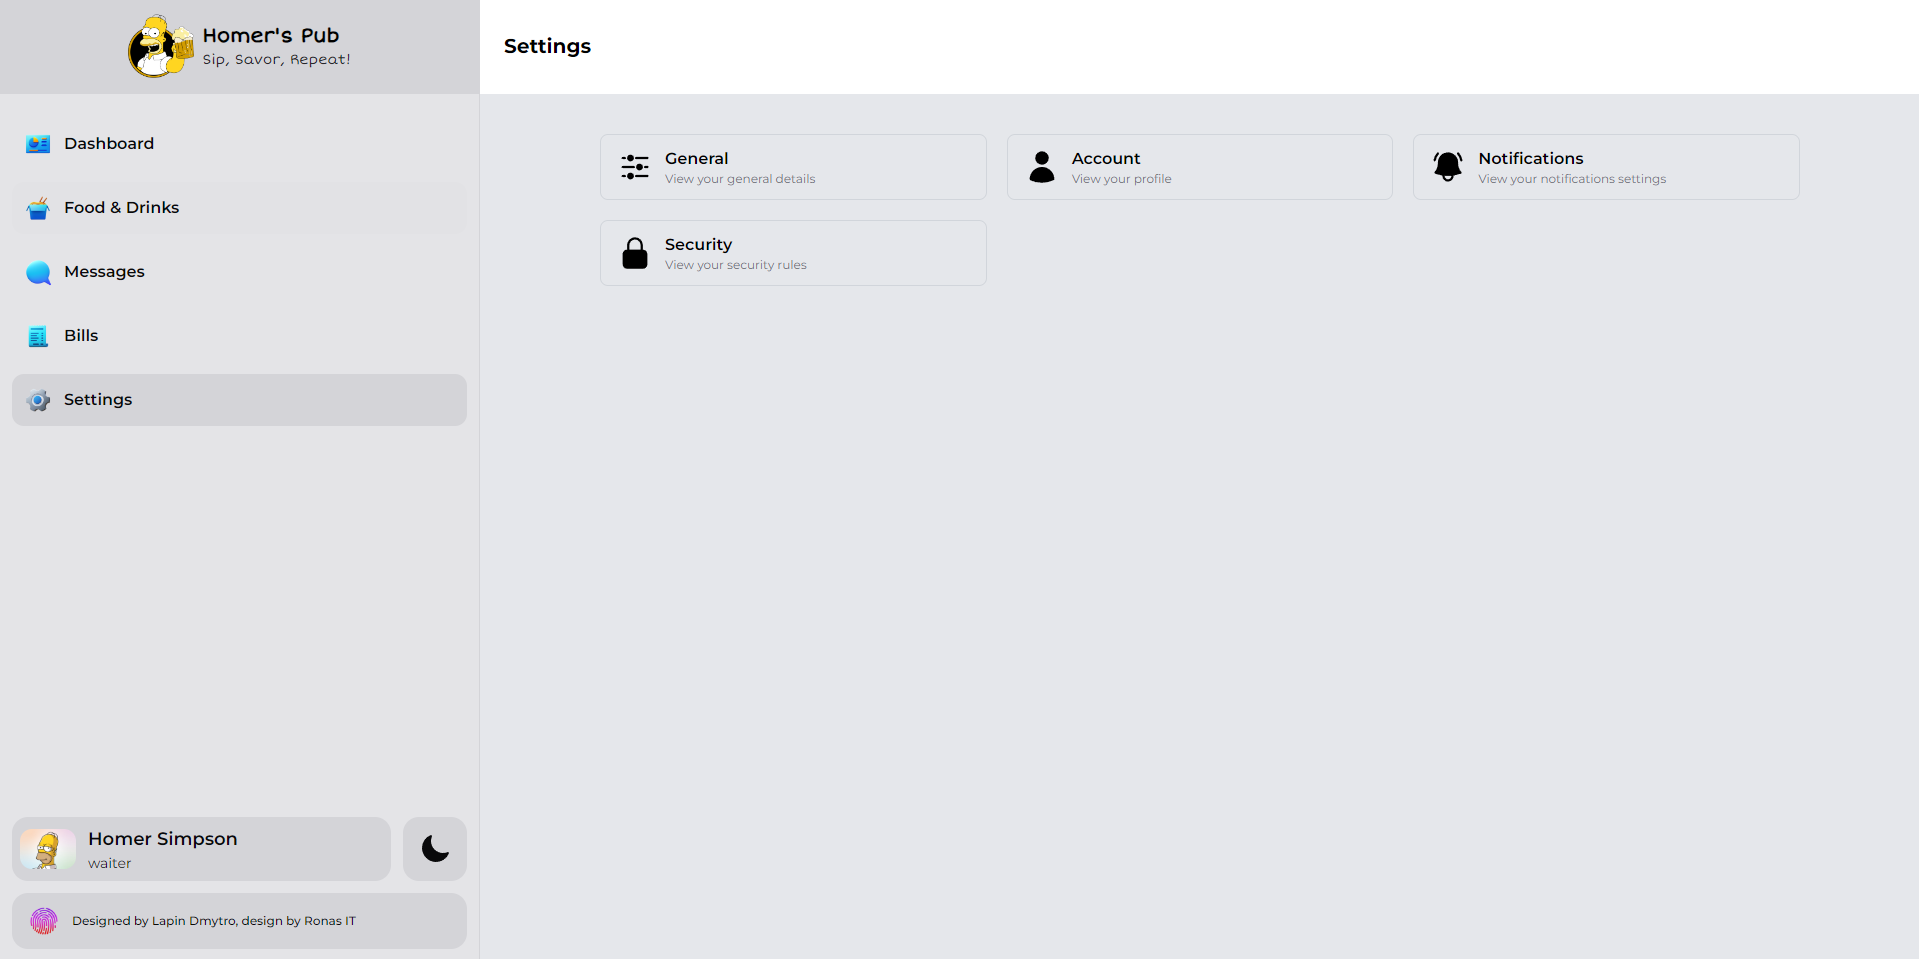 Homer's Pub
Sip, Savor, Repeat!
Settings
Dashboard
Food & Drinks
Messages
Bills
Settings
General
View your general details
Account
View your profile
Notifications
View your notifications settings
Security
View your security rules
Homer Simpson
waiter
Designed by Lapin Dmytro, design by Ronas IT